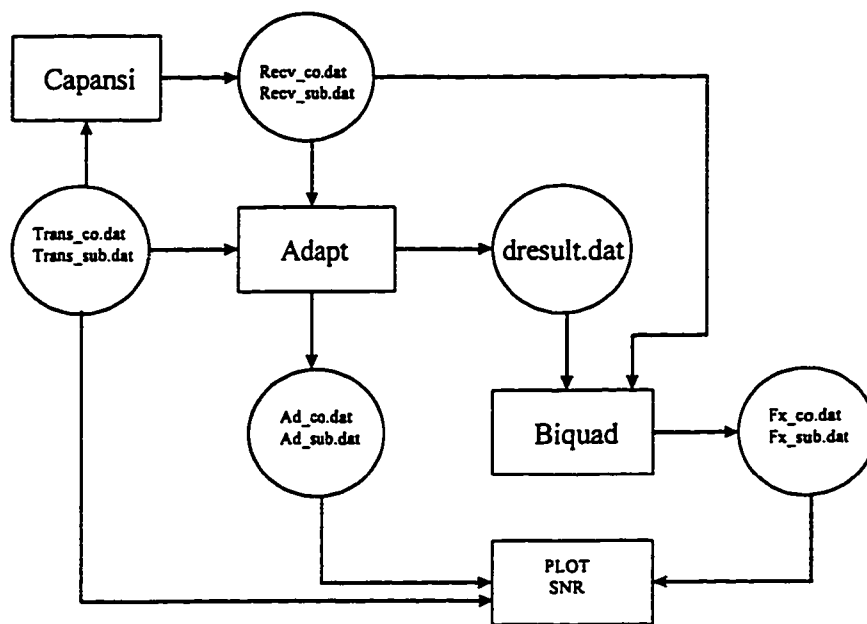 Capansi
Recv_co.dat
Recv_sub.dat
Trans_co.dat
Trans_sub.dat
Adapt
dresult.dat
Ad_co.dat
Ad_sub.dat
Biquad
Fx_co.dat
Fx_sub.dat
PLOT
SNR